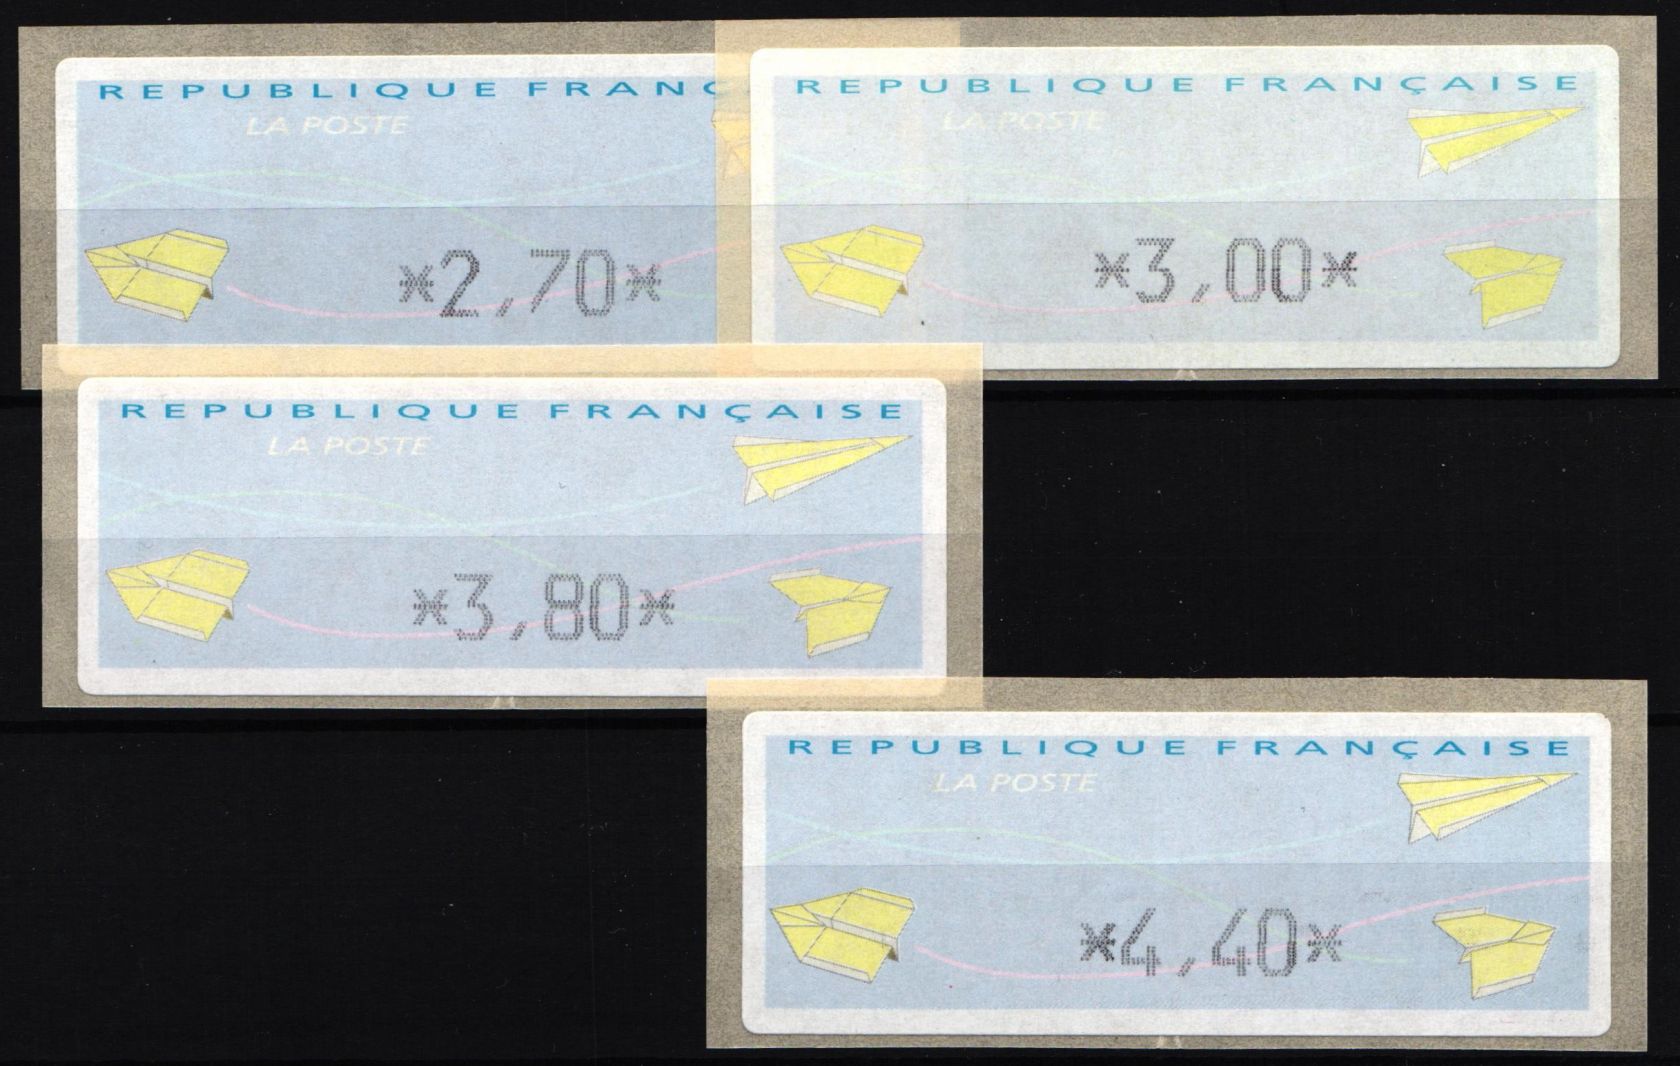 REPUBLIQUE FRANÇ
LA POSTE
*2,70*
REPUBLIQUE FRANÇAISE
LA POSTE
*3,00*
REPUBLIQUE FRANÇAISE
LA POSTE
*3,80*
REPUBLIQUE FRANÇAISE
LA POSTE
*4,40*